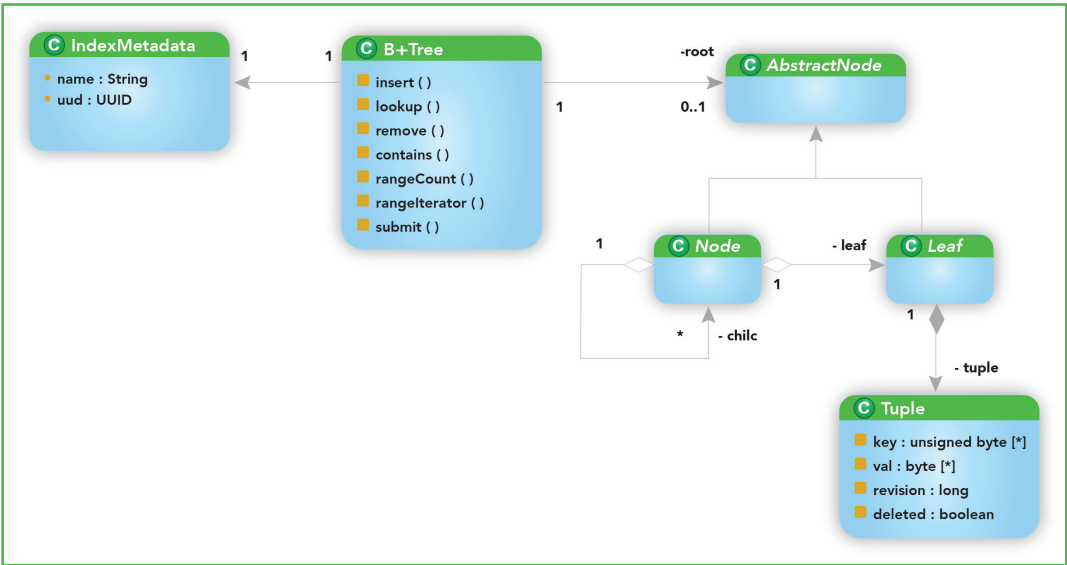 C IndexMetadata
name : String
uud : UUID
1
1
C B+Tree
insert ( )
lookup ( )
remove ( )
contains ( )
rangeCount ( )
rangeIterator ( )
submit ( )
-root
1
0..1
C AbstractNode
1
C Node
- leaf
1
C Leaf
*
- chilc
1
- tuple
C Tuple
key : unsigned byte [*]
val : byte [*]
revision : long
deleted : boolean